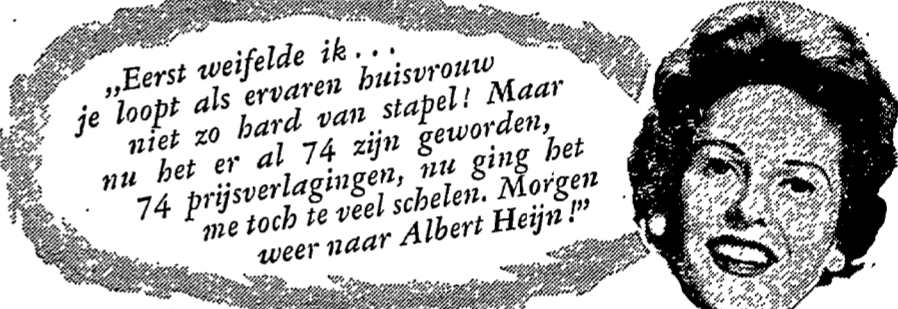 „Eerst weifelde ik...
je loopt als ervaren huisvrouw
niet zo hard van stapel! Maar
nu het er al 74 zijn geworden,
74 prijsverlagingen, nu ging het
me toch te veel schelen. Morgen
weer naar Albert Heijn!”